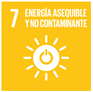 7 ENERGÍA ASEQUIBLE
Y NO CONTAMINANTE